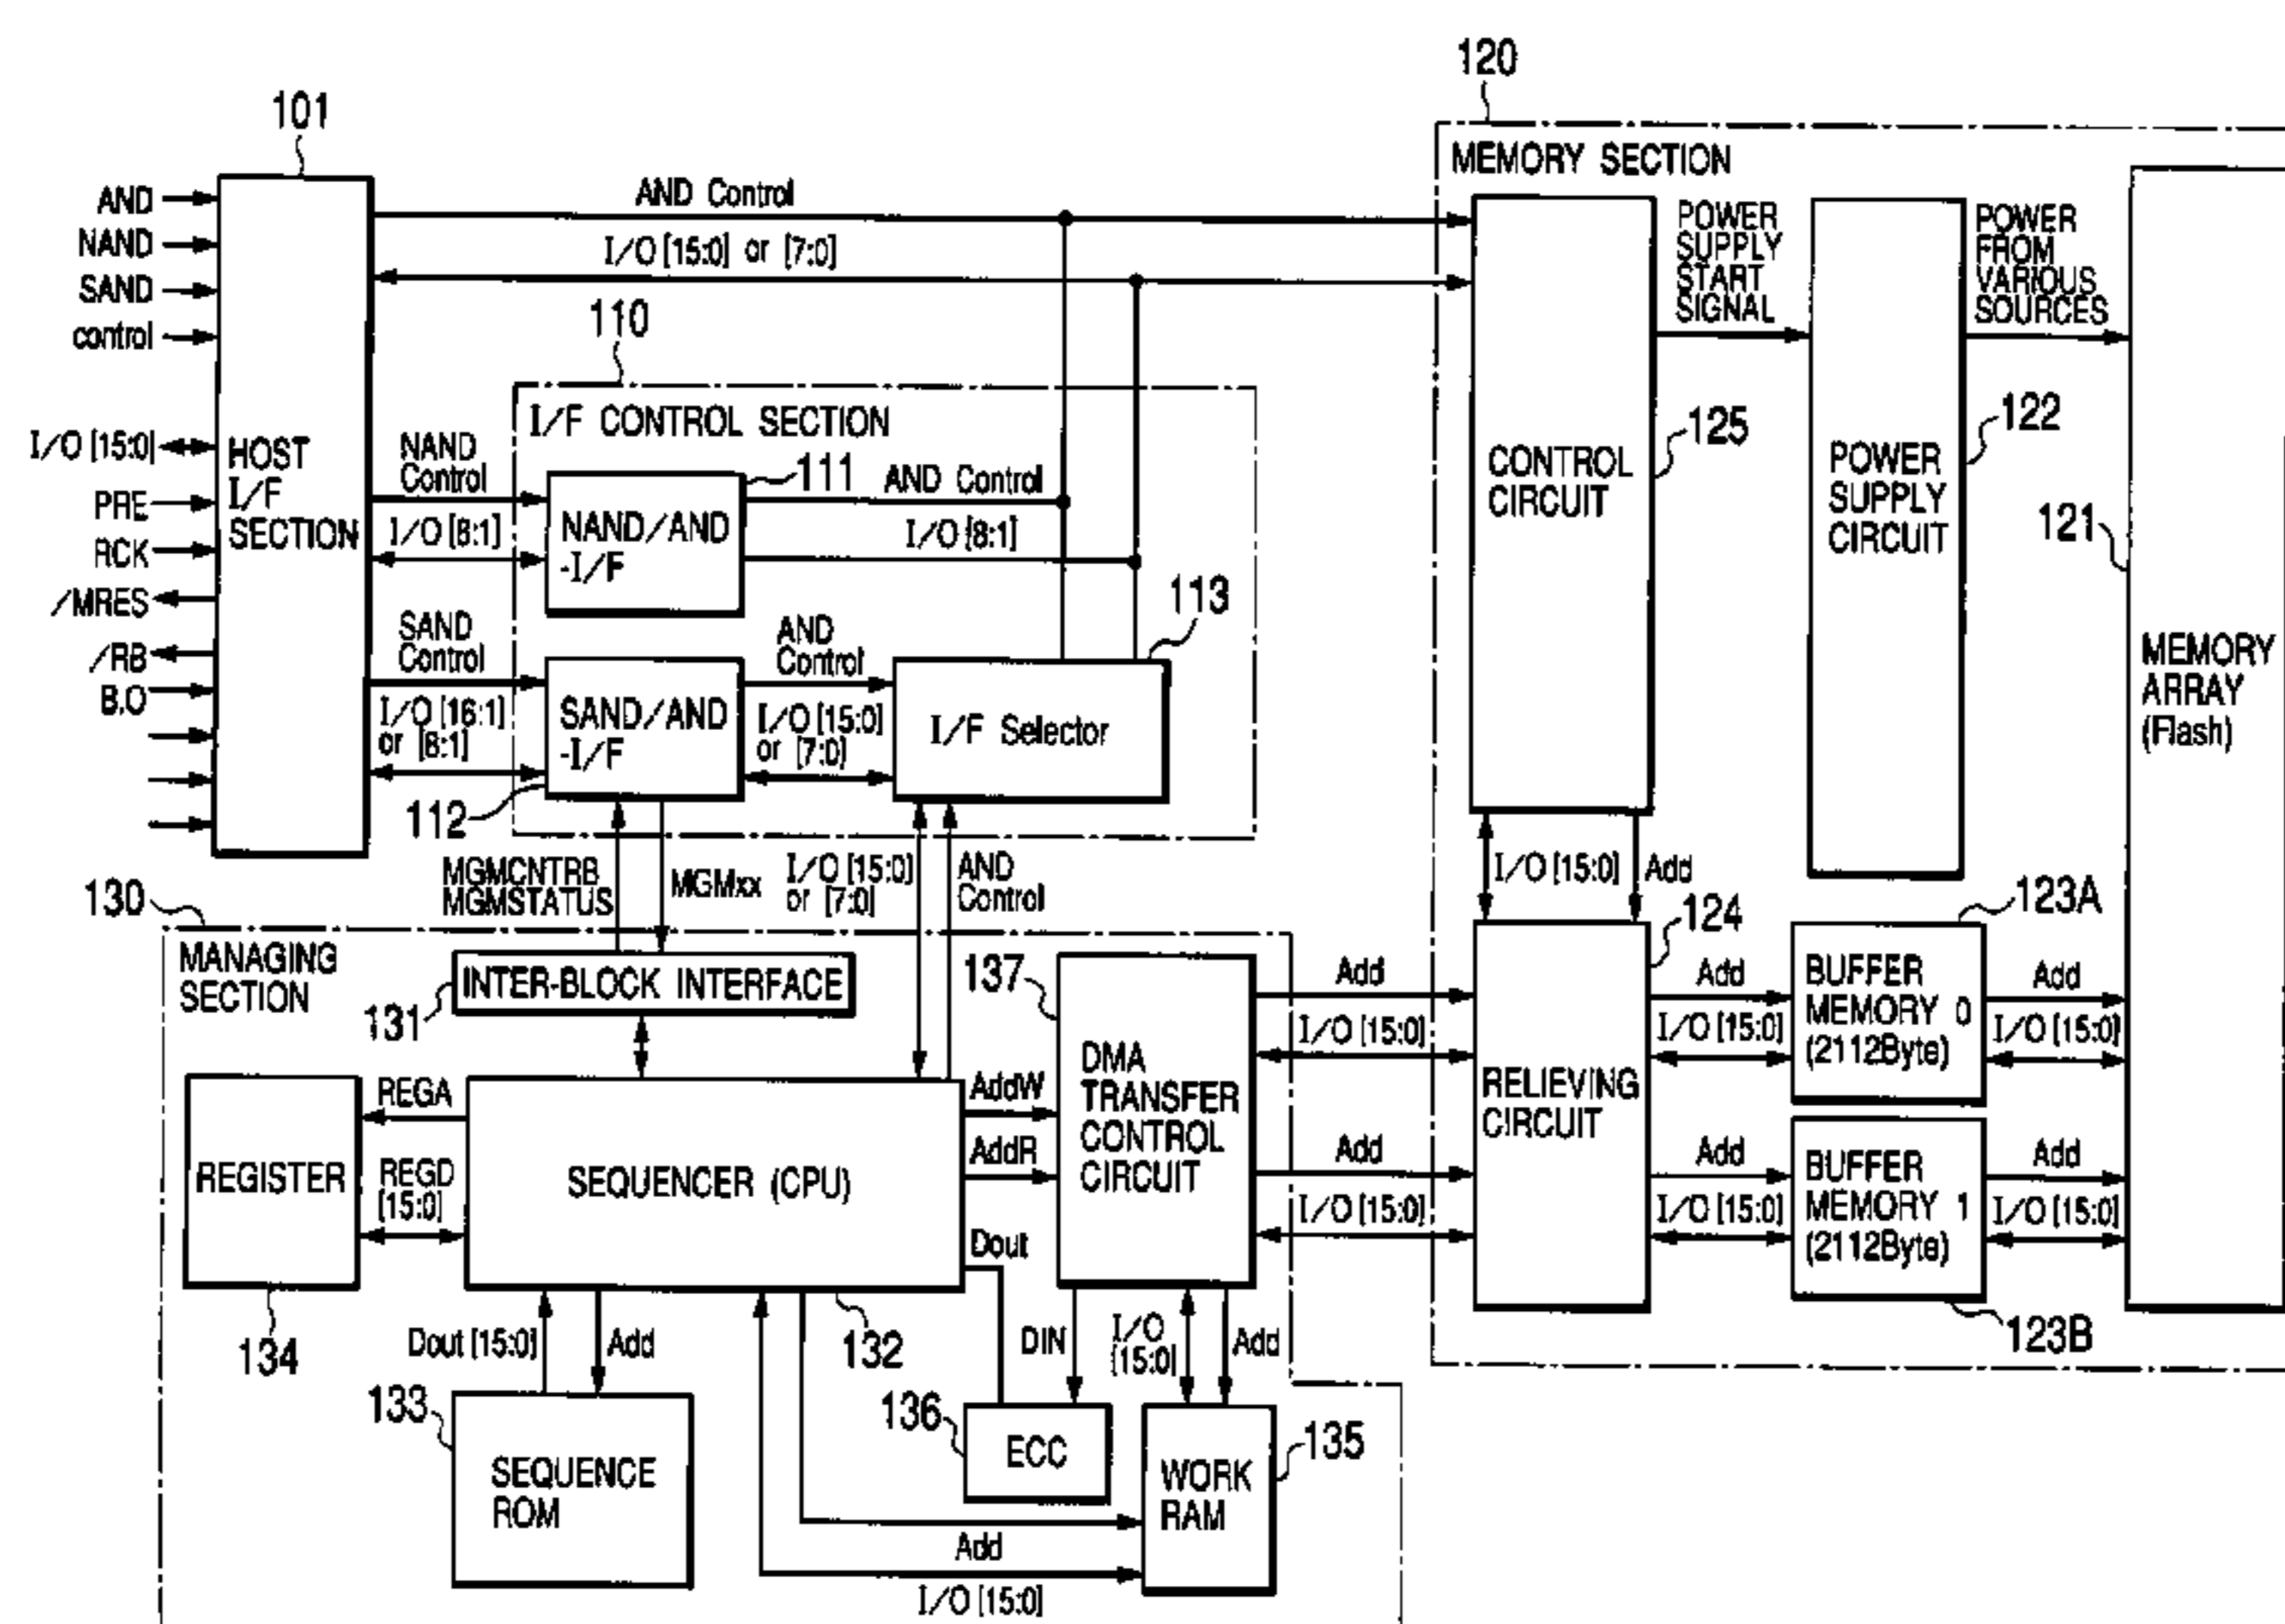 120
101
MEMORY SECTION
AND
NAND
SAND
control
I/O [15:0]
PRE
RCK
/MRES
/RB
B.O
HOST
I/F
SECTION
AND Control
I/O [15:0] or [7:0]
110
I/F CONTROL SECTION
NAND
Control
I/O [8:1]
111
NAND/AND
-I/F
AND Control
I/O [8:1]
113
SAND
Control
I/O [16:1]
or [8:1]
112
SAND/AND
-I/F
AND
Control
I/O [15:0]
or [7:0]
I/F Selector
POWER
SUPPLY
START
SIGNAL
POWER
FROM
VARIOUS
SOURCES
CONTROL
CIRCUIT
125
POWER
SUPPLY
CIRCUIT
122
121
MEMORY
ARRAY
(Flash)
I/O [15:0]
Add
130
MANAGING
SECTION
MGMCNTRB
MGMSTATUS
MGMxx
I/O [15:0]
or [7:0]
AND
Control
INTER-BLOCK INTERFACE
131
137
DMA
TRANSFER
CONTROL
CIRCUIT
Add
I/O [15:0]
Add
I/O [15:0]
124
RELIEVING
CIRCUIT
Add
I/O [15:0]
Add
I/O [15:0]
123A
BUFFER
MEMORY 0
(2112Byte)
Add
I/O [15:0]
BUFFER
MEMORY 1
(2112Byte)
Add
I/O [15:0]
123B
REGISTER
134
REGA
REGD
[15:0]
SEQUENCER (CPU)
132
AddW
AddR
Dout
Dout [15:0]
Add
133
SEQUENCE
ROM
DIN
I/O
[15:0]
Add
136
ECC
135
WORK
RAM
Add
I/O [15:0]